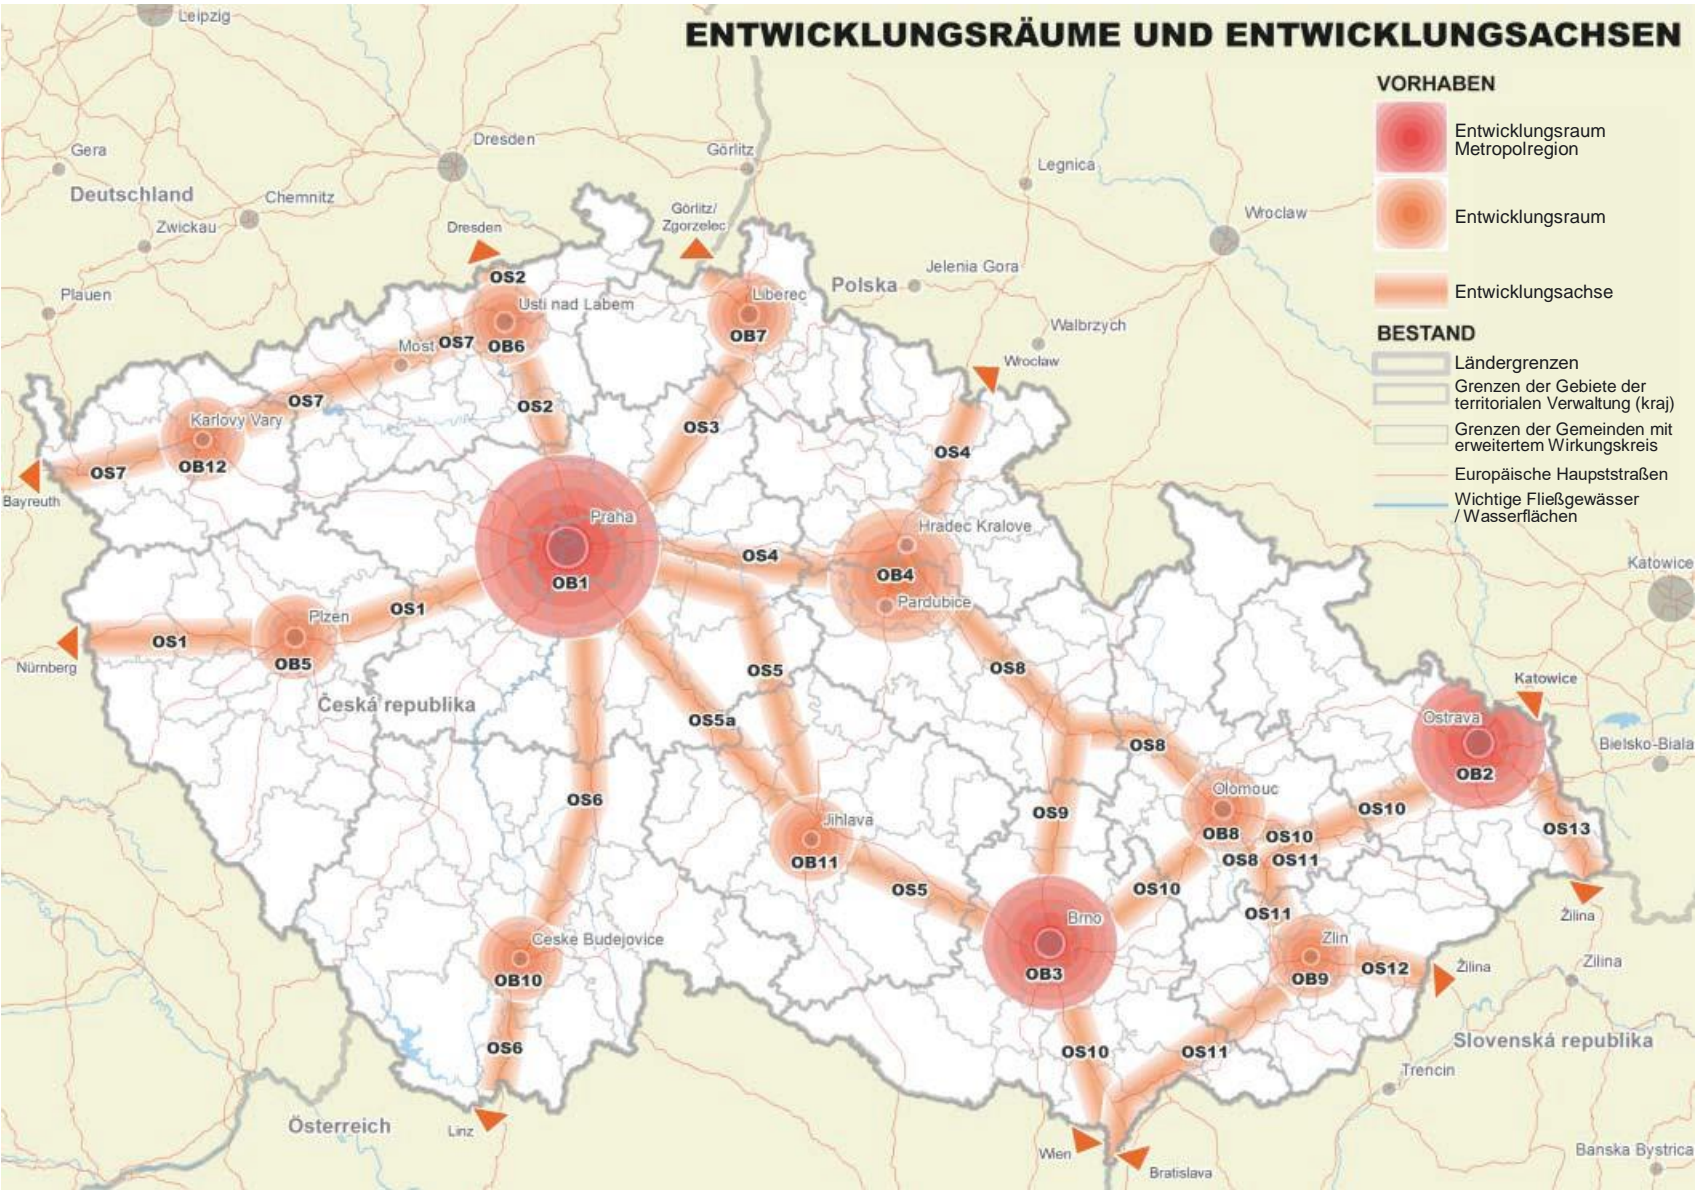 ENTWICKLUNGSRÄUME UND ENTWICKLUNGSACHSEN
VORHABEN
Entwicklungsraum
Metropolregion
Entwicklungsraum
Entwicklungsachse
BESTAND
Ländergrenzen
Grenzen der Gebiete der
territorialen Verwaltung (kraj)
Grenzen der Gemeinden mit
erweitertem Wirkungskreis
Europäische Hauptststraßen
Wichtige Fließgewässer
/ Wasserflächen
Leipzig
Dresden
Gera
Görlitz
Legnica
Deutschland
Chemnitz
Zwickau
Görlitz/
Zgorzelec
Dresden
Wroclaw
OS2
Jelenia Gora
Polska
Plauen
Usti nad Labem
Liberec
OB7
Walbrzych
Most
OS7
OB6
Wrocław
OS7
OS2
Karlovy Vary
OS3
OS4
OB12
OS7
Bayreuth
Praha
Hradec Kralove
OS4
Katowice
OB1
OB4
Pardubice
OS1
Plzen
OS1
OB5
Nürnberg
OS5
OS8
Katowice
Česká republika
OS5a
Ostrava
OS8
Bielsko-Biala
OB2
Olomouc
OS6
OS9
OS10
Jihlava
OB8
OS10
OS13
OB11
OS8
OS11
OS5
OS10
OS11
Žilina
Brno
Ceske Budejovice
Zlin
OB3
OB10
OB9
OS12
Žilina
Zilina
OS6
OS10
OS11
Slovenská republika
Trencin
Österreich
Linz
Wien
Bratislava
Banska Bystrica